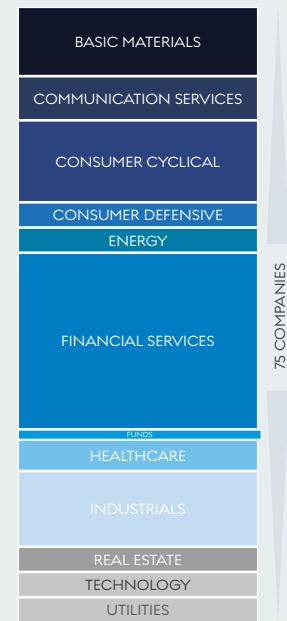 BASIC MATERIALS
COMMUNICATION SERVICES
CONSUMER CYCLICAL
CONSUMER DEFENSIVE
ENERGY
FINANCIAL SERVICES
FUNDS
HEALTHCARE
INDUSTRIALS
REAL ESTATE
TECHNOLOGY
UTILITIES
75 COMPANIES